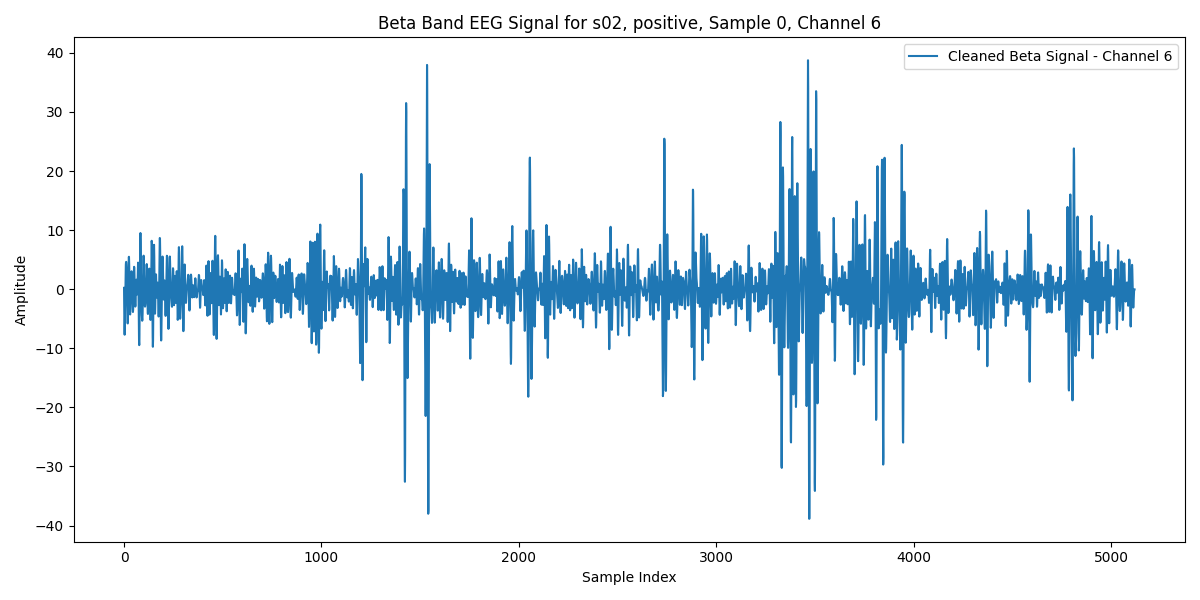 Beta Band EEG Signal for s02, positive, Sample 0, Channel 6
Cleaned Beta Signal - Channel 6
Amplitude
40
30
20
10
0
−10
−20
−30
−40
0 1000 2000 3000 4000 5000
Sample Index